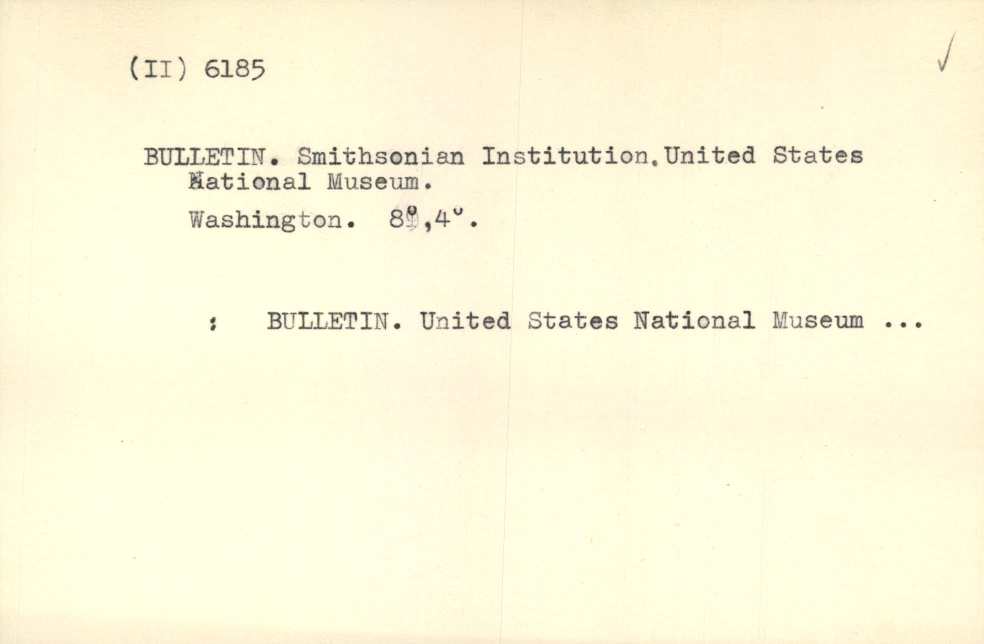 (II) 6185
BULLETIN. Smithsonian Institution. United States
National Museum.
Washington. 8°,4°.
: BULLETIN. United States National Museum ...